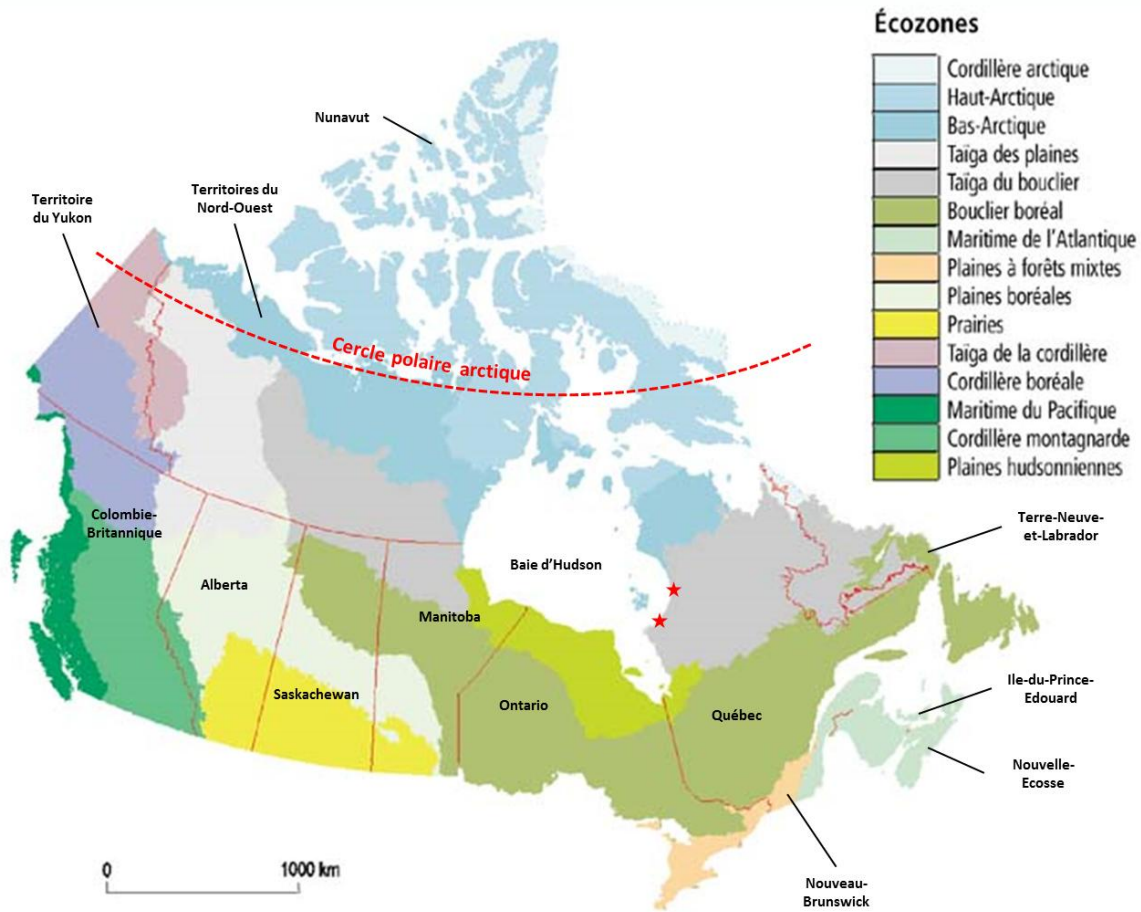 Écozones
Cordillère arctique
Haut-Arctique
Bas-Arctique
Taïga des plaines
Taïga du bouclier
Bouclier boréal
Maritime de l'Atlantique
Plaines à forêts mixtes
Plaines boréales
Prairies
Taïga de la cordillère
Cordillère boréale
Maritime du Pacifique
Cordillère montagnarde
Plaines hudsonniennes
Nunavut
Territoires du
Nord-Ouest
Territoire
du Yukon
Cercle polaire arctique
Colombie-
Britannique
Alberta
Saskachewan
Manitoba
Baie d'Hudson
Ontario
Québec
Terre-Neuve-
et-Labrador
Ile-du-Prince-
Edouard
Nouvelle-
Ecosse
Nouveau-
Brunswick
0 1000 km